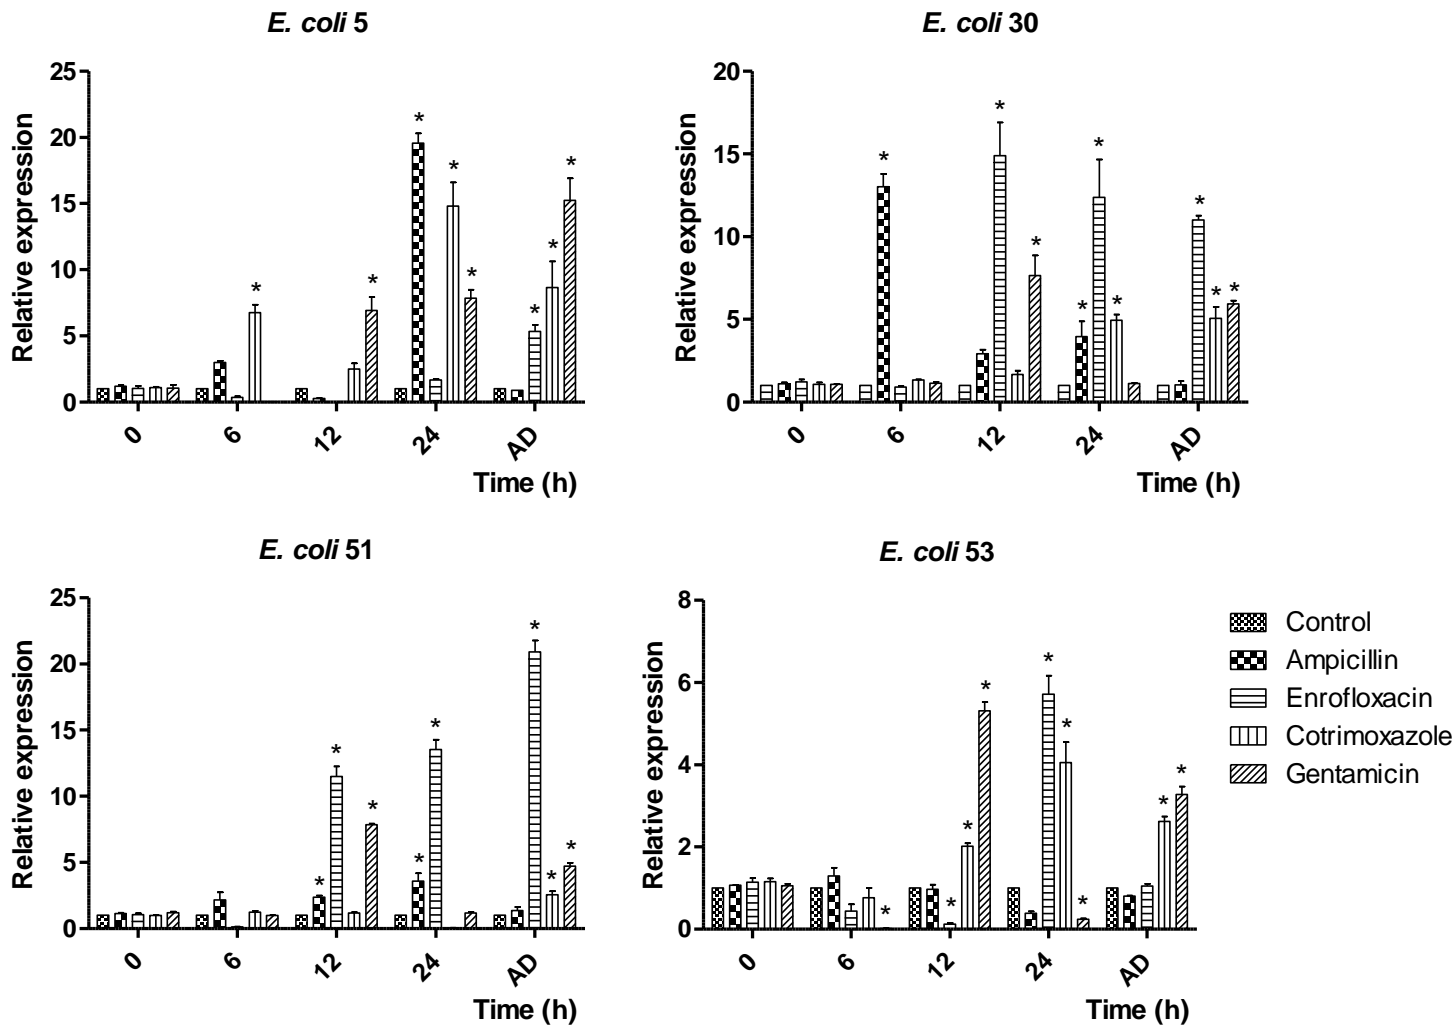 E. coli 5
Relative expression
25
20
15
10
5
0
* * * * * * * *
0 6 12 24 AD
Time (h)
E. coli 30
Relative expression
20
15
10
5
0
* * * * * * * * *
0 6 12 24 AD
Time (h)
E. coli 51
Relative expression
25
20
15
10
5
0
* * * * * * * *
0 6 12 24 AD
Time (h)
E. coli 53
Relative expression
8
6
4
2
0
* * * * * * * * *
0 6 12 24 AD
Time (h)
Control
Ampicillin
Enrofloxacin
Cotrimoxazole
Gentamicin